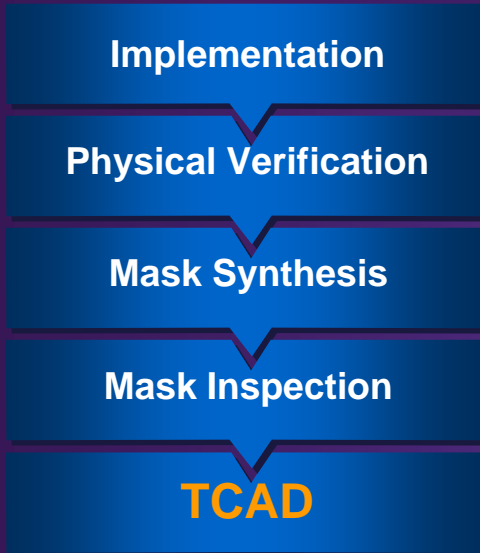 Implementation
Physical Verification
Mask Synthesis
Mask Inspection
TCAD